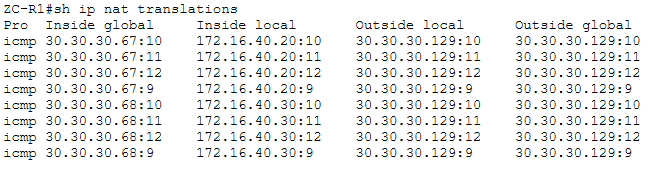 ZC-R1#sh ip nat translations
Pro  Inside global      Inside local       Outside local      Outside global
icmp 30.30.30.67:10     172.16.40.20:10    30.30.30.129:10    30.30.30.129:10
icmp 30.30.30.67:11     172.16.40.20:11    30.30.30.129:11    30.30.30.129:11
icmp 30.30.30.67:12     172.16.40.20:12    30.30.30.129:12    30.30.30.129:12
icmp 30.30.30.67:9      172.16.40.20:9     30.30.30.129:9     30.30.30.129:9
icmp 30.30.30.68:10     172.16.40.30:10    30.30.30.129:10    30.30.30.129:10
icmp 30.30.30.68:11     172.16.40.30:11    30.30.30.129:11    30.30.30.129:11
icmp 30.30.30.68:12     172.16.40.30:12    30.30.30.129:12    30.30.30.129:12
icmp 30.30.30.68:9      172.16.40.30:9     30.30.30.129:9     30.30.30.129:9